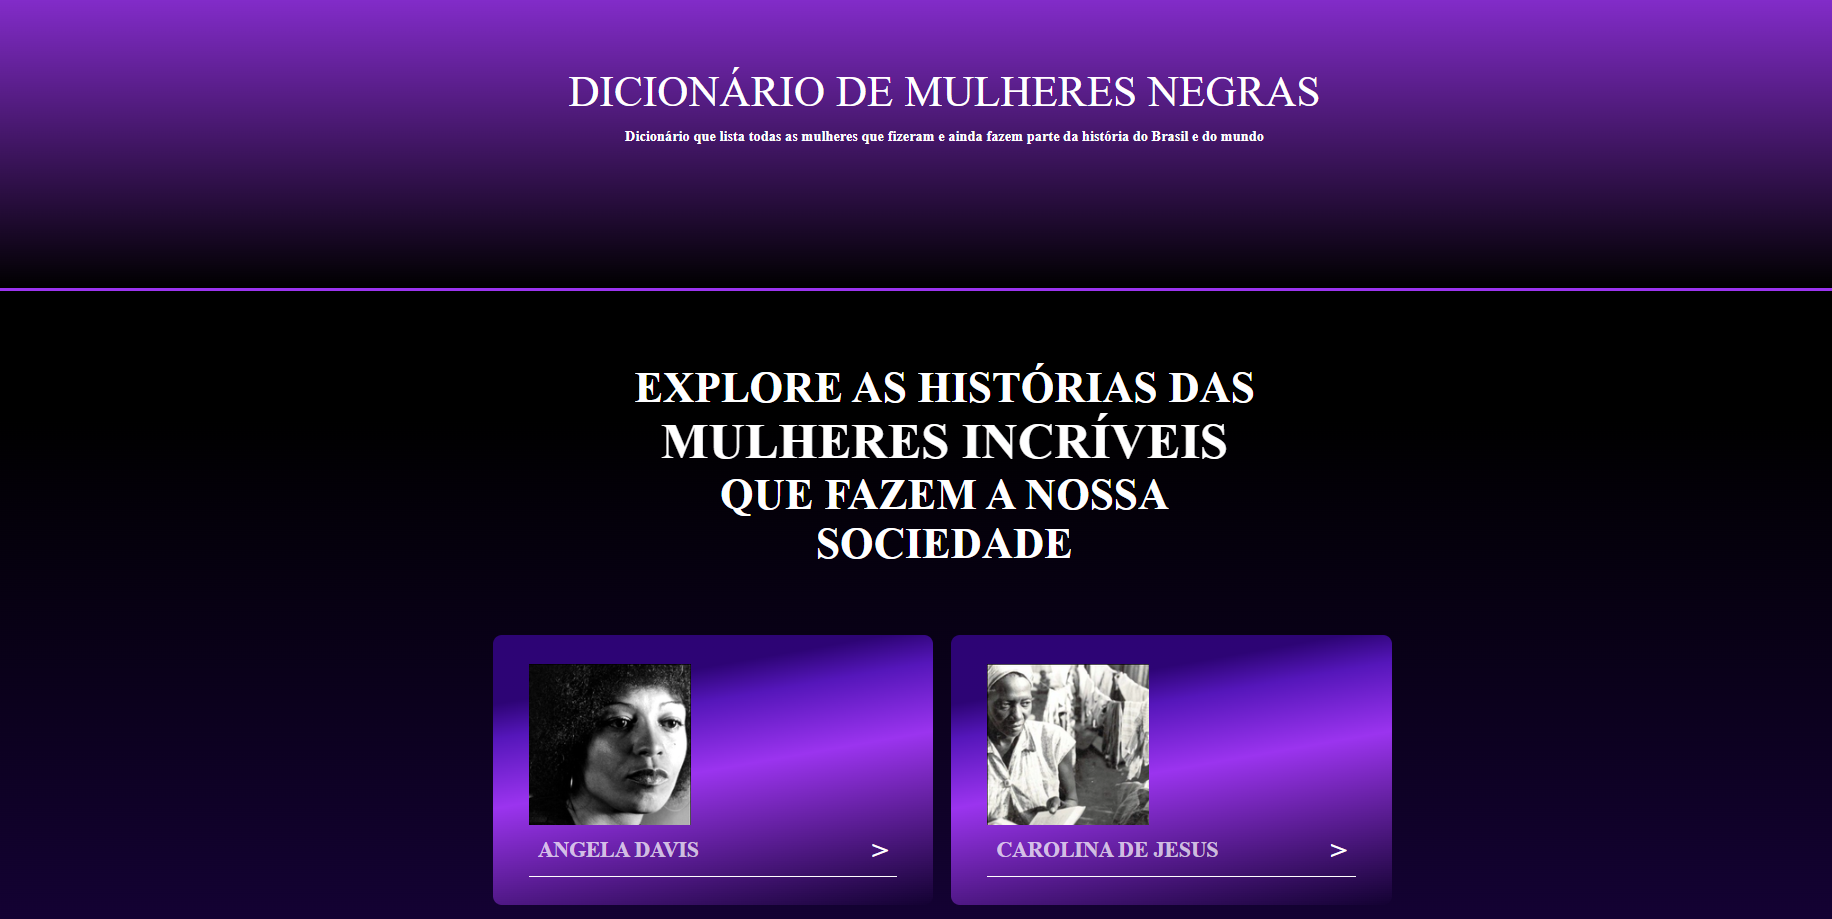 DICIONÁRIO DE MULHERES NEGRAS
Dicionário que lista todas as mulheres que fizeram e ainda fazem parte da história do Brasil e do mundo
EXPLORE AS HISTÓRIAS DAS
MULHERES INCRÍVEIS
QUE FAZEM A NOSSA
SOCIEDADE
ANGELA DAVIS >
CAROLINA DE JESUS >